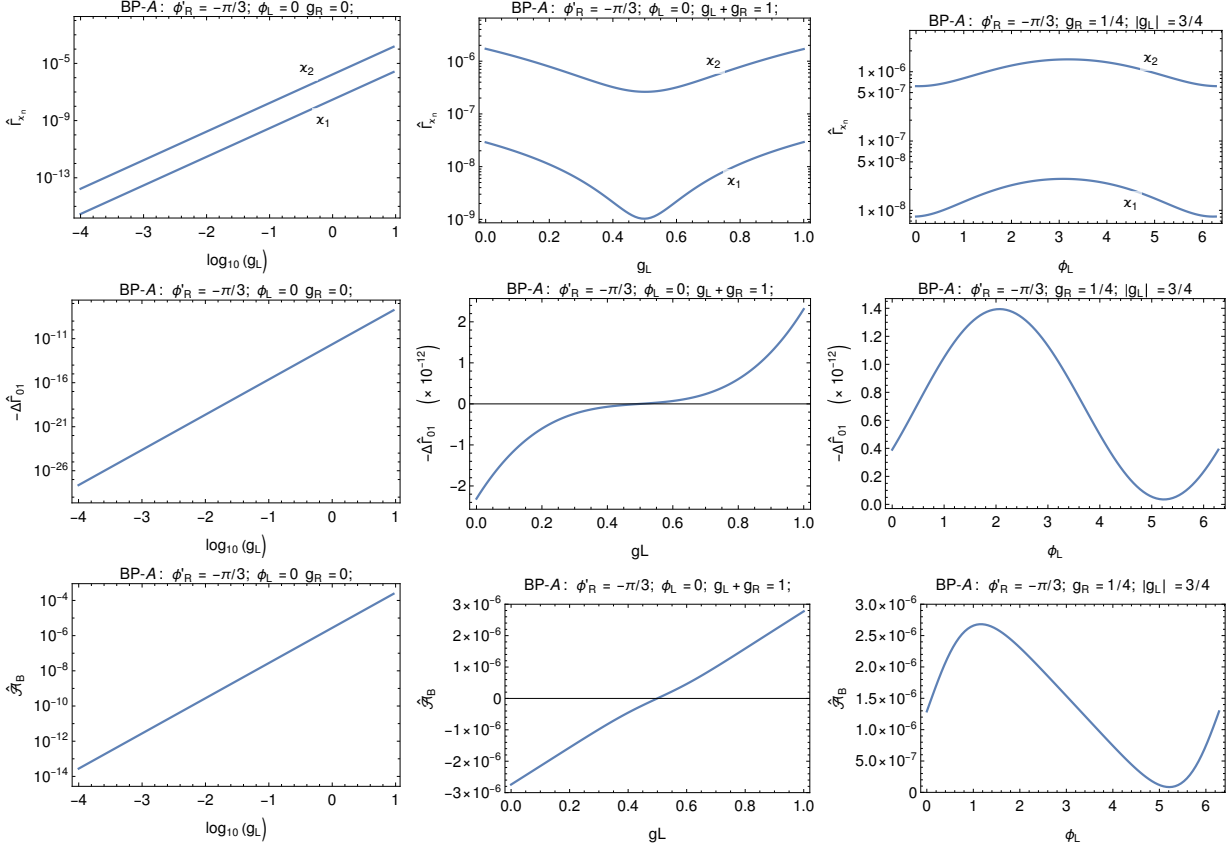 BP-A: ϕ'R = −π/3; ϕL = 0 gR = 0;
10⁻⁵
10⁻⁹
10⁻¹³
Γ̂χn
χ2
χ1
−4 −3 −2 −1 0 1
log10(gL)
BP-A: ϕ'R = −π/3; ϕL = 0; gL + gR = 1;
10⁻⁶
10⁻⁷
10⁻⁸
10⁻⁹
Γ̂χn
χ2
χ1
0.0 0.2 0.4 0.6 0.8 1.0
gL
BP-A: ϕ'R = −π/3; gR = 1/4; |gL| = 3/4
1×10⁻⁶
5×10⁻⁷
1×10⁻⁷
5×10⁻⁸
1×10⁻⁸
Γ̂χn
χ2
χ1
0 1 2 3 4 5 6
ϕL
BP-A: ϕ'R = −π/3; ϕL = 0 gR = 0;
10⁻¹¹
10⁻¹⁶
10⁻²¹
10⁻²⁶
−ΔΓ̂01
−4 −3 −2 −1 0 1
log10(gL)
BP-A: ϕ'R = −π/3; ϕL = 0; gL + gR = 1;
2
1
0
−1
−2
−ΔΓ̂01 (× 10⁻¹²)
0.0 0.2 0.4 0.6 0.8 1.0
gL
BP-A: ϕ'R = −π/3; gR = 1/4; |gL| = 3/4
1.4
1.2
1.0
0.8
0.6
0.4
0.2
0.0
−ΔΓ̂01 (× 10⁻¹²)
0 1 2 3 4 5 6
ϕL
BP-A: ϕ'R = −π/3; ϕL = 0 gR = 0;
10⁻⁴
10⁻⁶
10⁻⁸
10⁻¹⁰
10⁻¹²
10⁻¹⁴
𝒜̂B
−4 −3 −2 −1 0 1
log10(gL)
BP-A: ϕ'R = −π/3; ϕL = 0; gL + gR = 1;
3×10⁻⁶
2×10⁻⁶
1×10⁻⁶
0
−1×10⁻⁶
−2×10⁻⁶
−3×10⁻⁶
𝒜̂B
0.0 0.2 0.4 0.6 0.8 1.0
gL
BP-A: ϕ'R = −π/3; gR = 1/4; |gL| = 3/4
3.0×10⁻⁶
2.5×10⁻⁶
2.0×10⁻⁶
1.5×10⁻⁶
1.0×10⁻⁶
5.0×10⁻⁷
0
𝒜̂B
0 1 2 3 4 5 6
ϕL